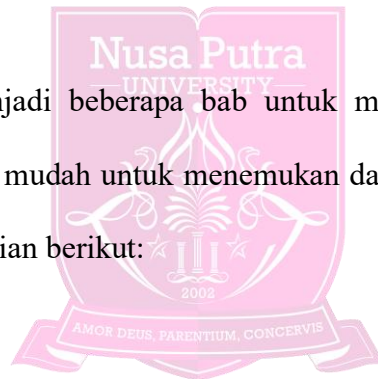 Nusa Putra
UNIVERSITY
njadi beberapa bab untuk m
mudah untuk menemukan da
ian berikut:
2002
AMOR DEUS, PARENTIUM, CONCERVIS